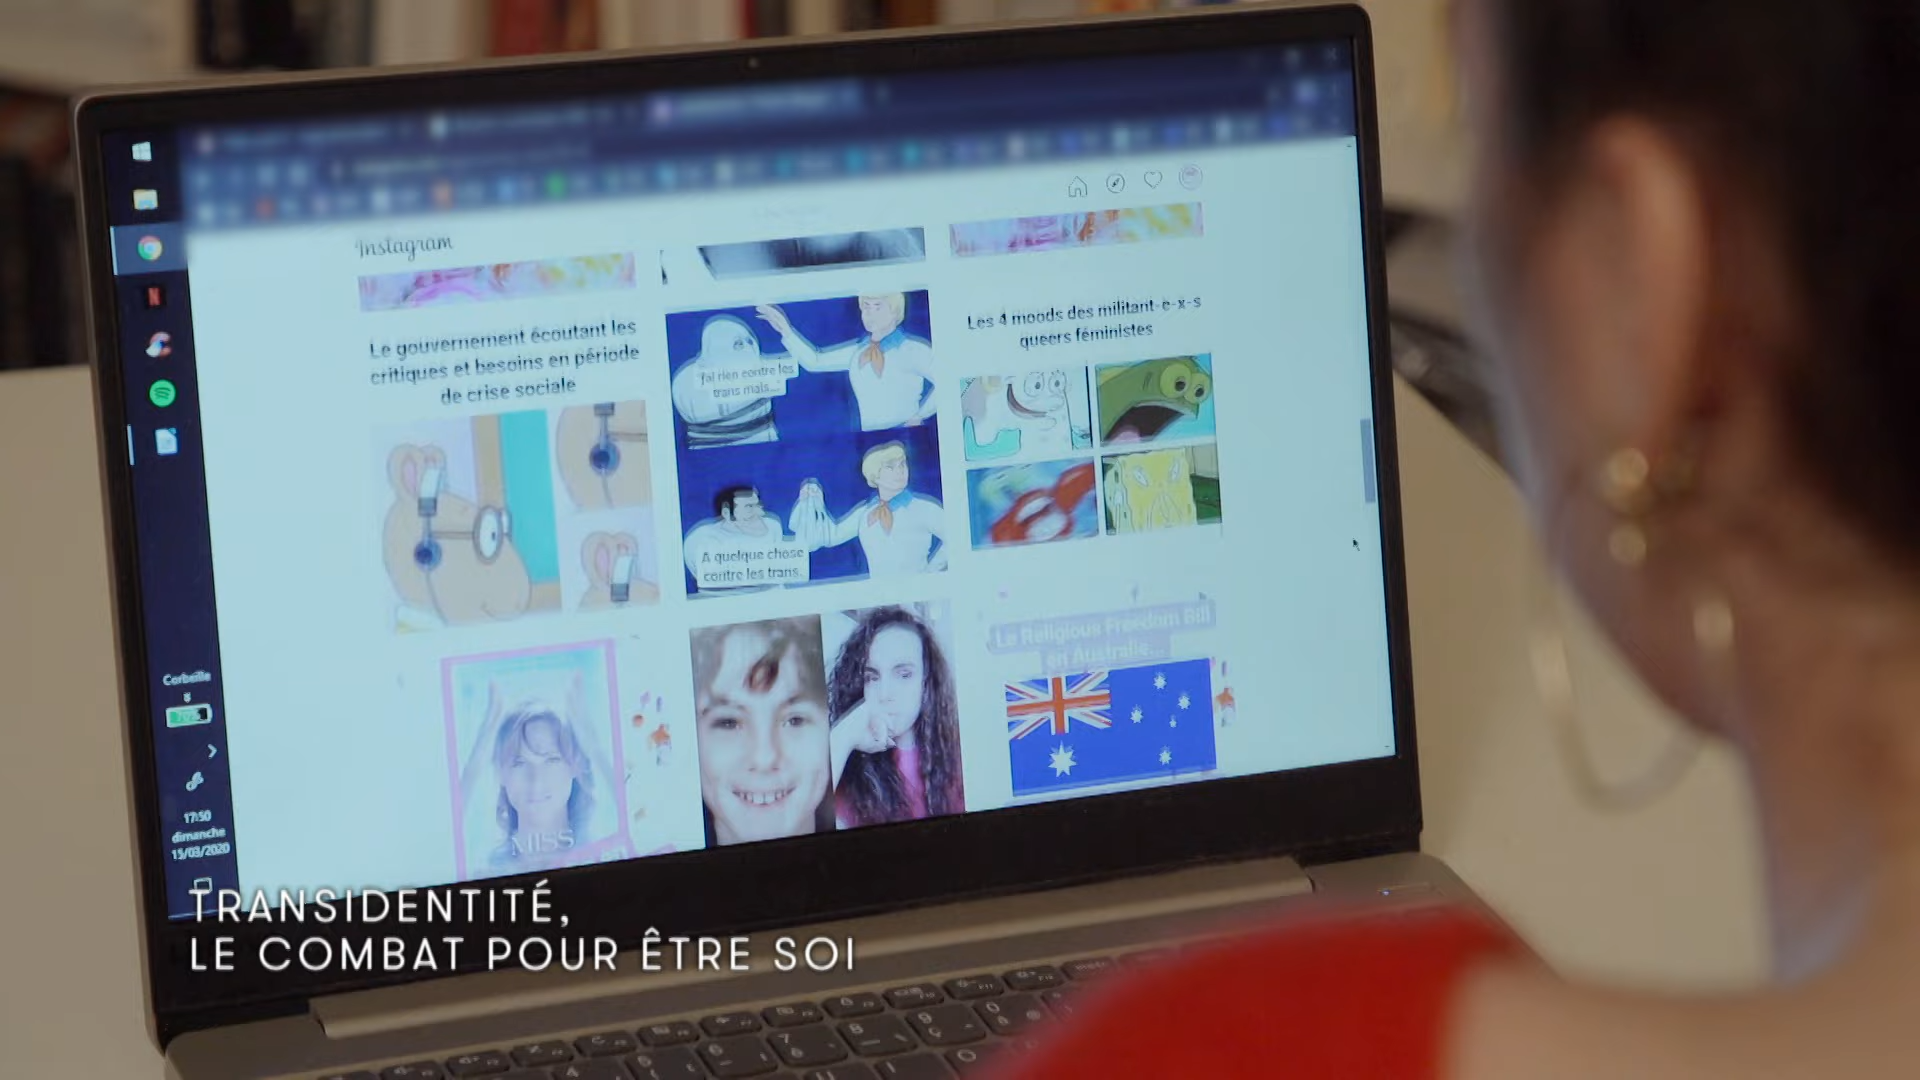 Instagram
Le gouvernement écoutant les
critiques et besoins en période
de crise sociale
J'ai rien contre les
trans mais...
A quelque chose
contre les trans.
Les 4 moods des militant-e-x-s
queers féministes
MISS
Le Religious Freedom Bill
en Australie...
Corbeille
8
70%
17:50
dimanche
15/03/2020
TRANSIDENTITÉ,
LE COMBAT POUR ÊTRE SOI